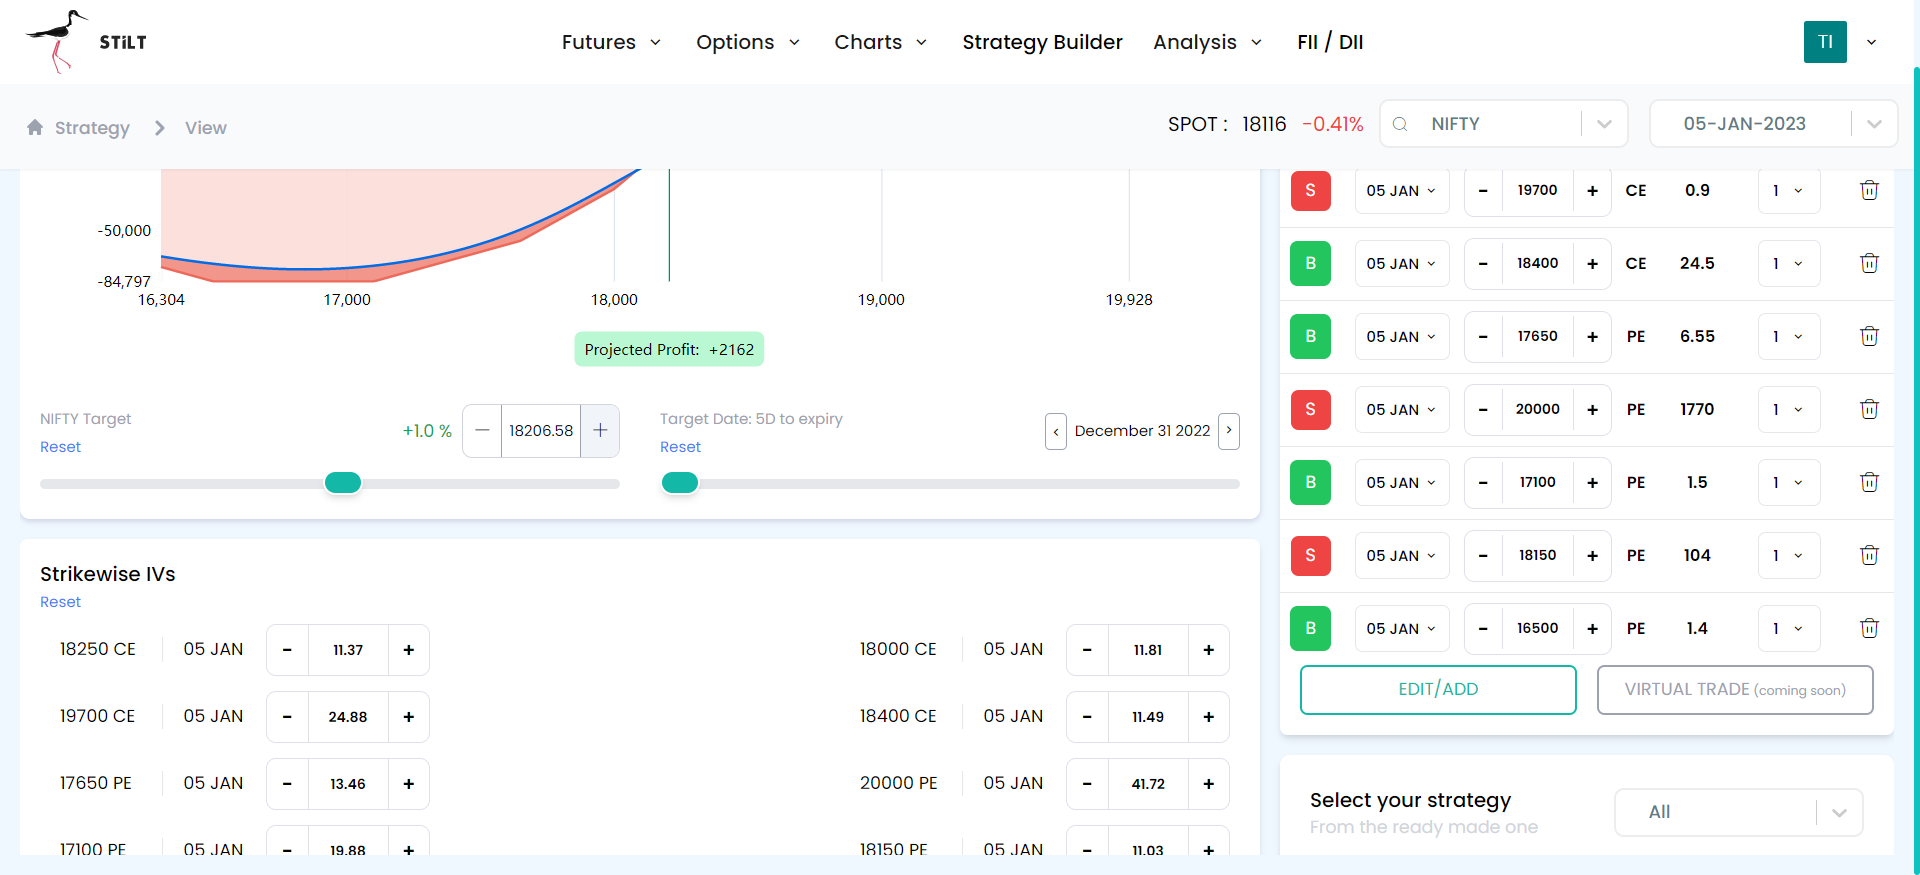 STiLT
Futures Options Charts Strategy Builder Analysis FII / DII
TI
Strategy View
SPOT : 18116 -0.41% NIFTY 05-JAN-2023
-50,000
-84,797
16,304 17,000 18,000 19,000 19,928
Projected Profit: +2162
NIFTY Target
Reset
+1.0 % 18206.58
Target Date: 5D to expiry
Reset
< December 31 2022 >
Strikewise IVs
Reset
18250 CE 05 JAN - 11.37 +
18000 CE 05 JAN - 11.81 +
19700 CE 05 JAN - 24.88 +
18400 CE 05 JAN - 11.49 +
17650 PE 05 JAN - 13.46 +
20000 PE 05 JAN - 41.72 +
17100 PE 05 JAN - 19.88 +
18150 PE 05 JAN - 11.03 +
S 05 JAN - 19700 + CE 0.9 1
B 05 JAN - 18400 + CE 24.5 1
B 05 JAN - 17650 + PE 6.55 1
S 05 JAN - 20000 + PE 1770 1
B 05 JAN - 17100 + PE 1.5 1
S 05 JAN - 18150 + PE 104 1
B 05 JAN - 16500 + PE 1.4 1
EDIT/ADD
VIRTUAL TRADE (coming soon)
Select your strategy
From the ready made one
All